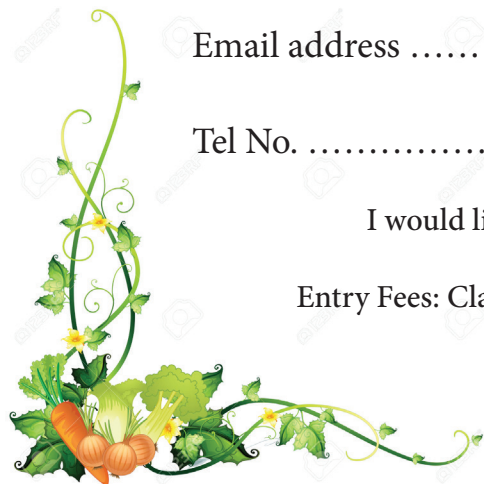 Email address ……
Tel No. ………………
I would li
Entry Fees: Cla